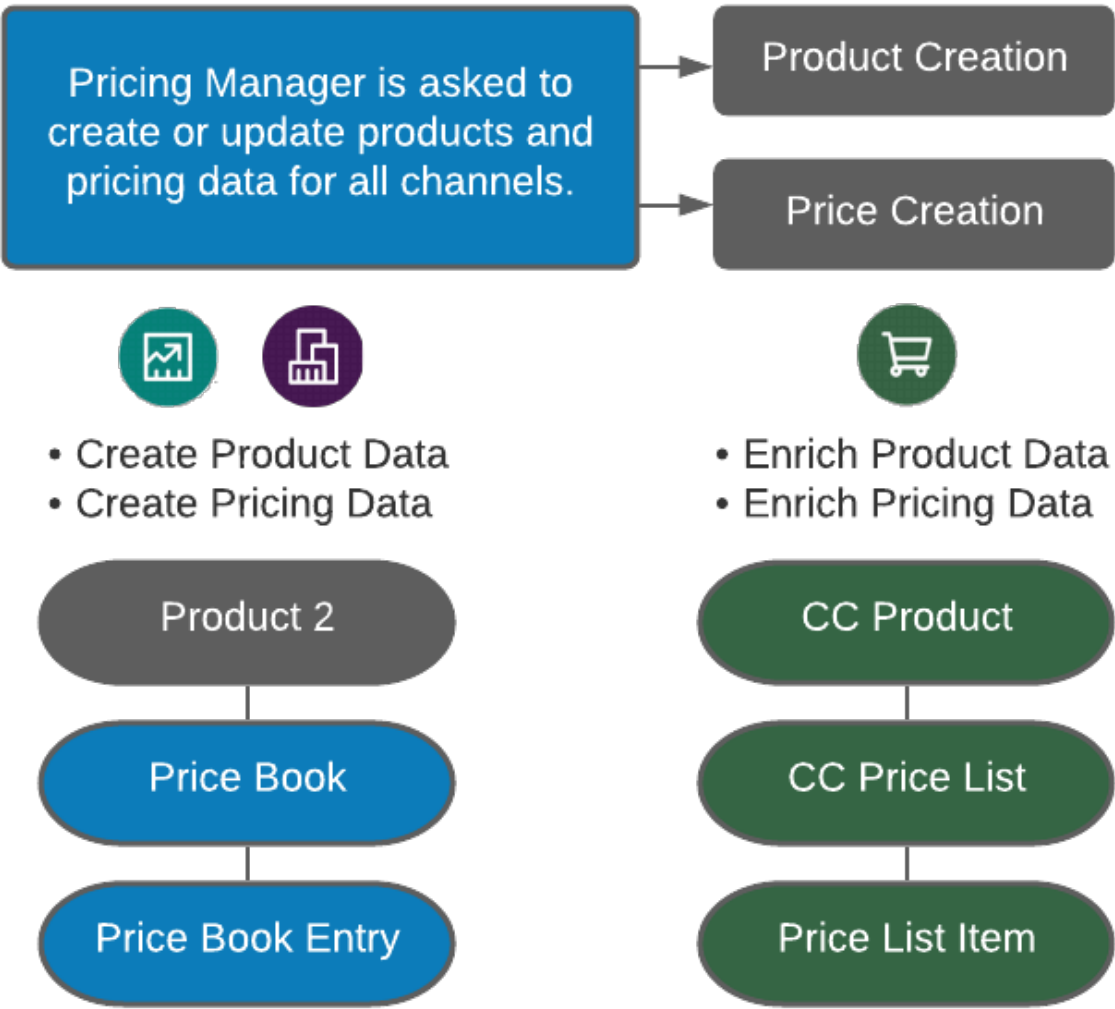 Pricing Manager is asked to
create or update products and
pricing data for all channels.
Product Creation
Price Creation
• Create Product Data
• Create Pricing Data
• Enrich Product Data
• Enrich Pricing Data
Product 2
Price Book
Price Book Entry
CC Product
CC Price List
Price List Item